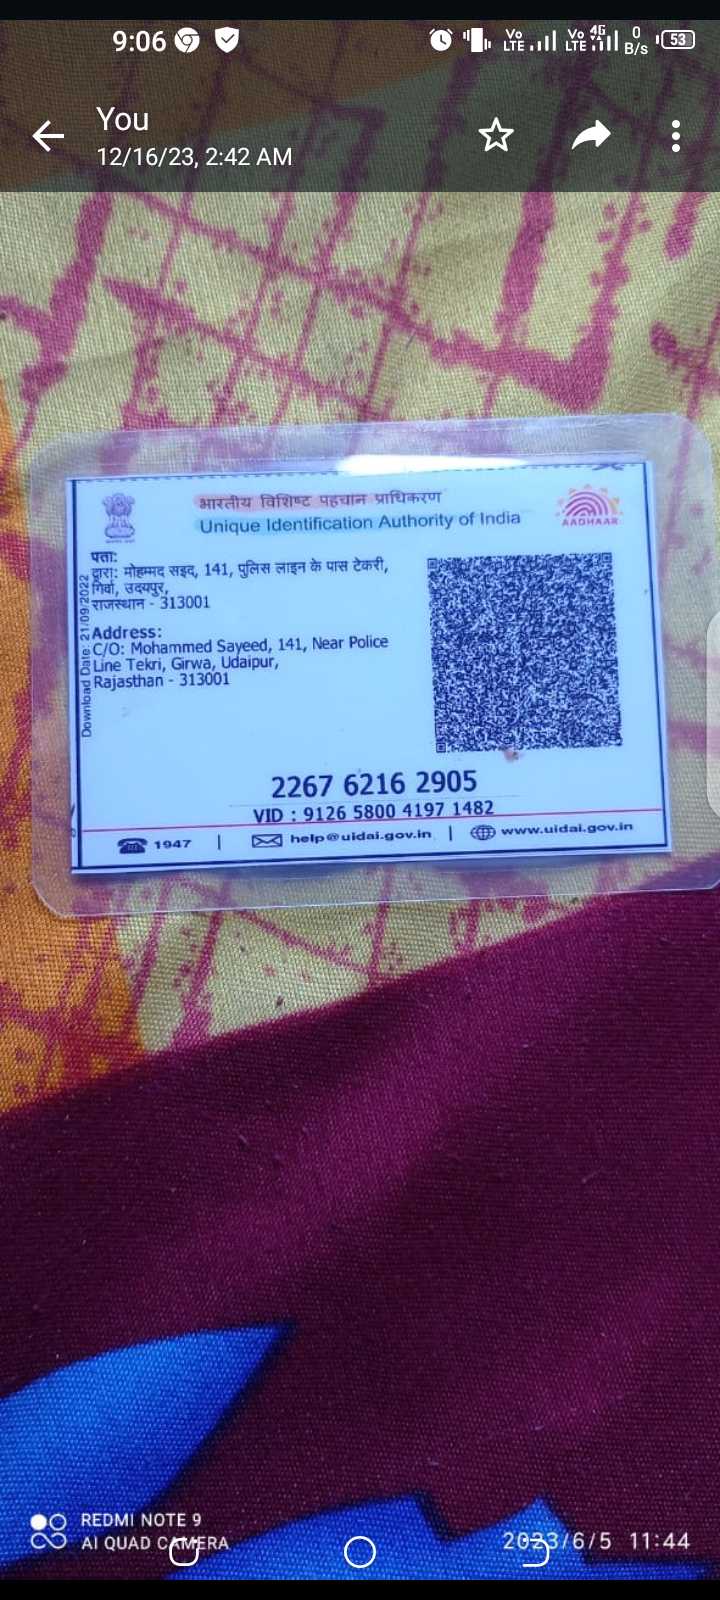 9:06
Vo LTE Vo LTE 4G 0 B/s 53
You
12/16/23, 2:42 AM
भारतीय विशिष्ट पहचान प्राधिकरण
Unique Identification Authority of India
AADHAAR
पता:
द्वारा: मोहम्मद सइद, 141, पुलिस लाइन के पास टेकरी,
गिर्वा, उदयपुर,
राजस्थान - 313001
Address:
C/O: Mohammed Sayeed, 141, Near Police
Line Tekri, Girwa, Udaipur,
Rajasthan - 313001
Download Date: 21/09/2022
2267 6216 2905
VID : 9126 5800 4197 1482
1947 | help@uidai.gov.in | www.uidai.gov.in
REDMI NOTE 9
AI QUAD CAMERA
2023/6/5 11:44